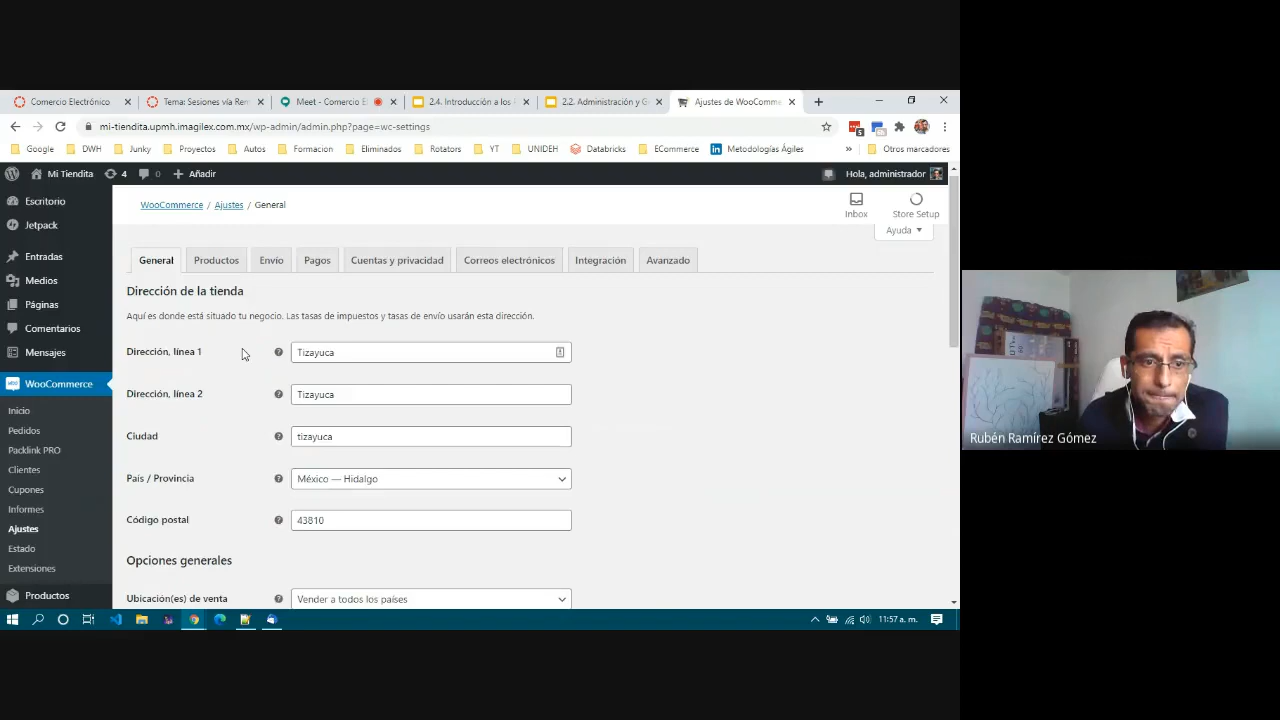 Comercio Electrónico
Tema: Sesiones vía Rem
Meet - Comercio E
2.4. Introducción a los
2.2. Administración y G
Ajustes de WooComme
mi-tiendita.upmh.imagilex.com.mx/wp-admin/admin.php?page=wc-settings
5
Google
DWH
Junky
Proyectos
Autos
Formacion
Eliminados
Rotators
YT
UNIDEH
Databricks
ECommerce
Metodologías Ágiles
»
Otros marcadores
Mi Tiendita
4
0
Añadir
Hola, administrador
Escritorio
Jetpack
Entradas
Medios
Páginas
Comentarios
Mensajes
WooCommerce
Inicio
Pedidos
Packlink PRO
Clientes
Cupones
Informes
Ajustes
Estado
Extensiones
Productos
WooCommerce / Ajustes / General
Inbox
Store Setup
Ayuda
General
Productos
Envío
Pagos
Cuentas y privacidad
Correos electrónicos
Integración
Avanzado
Dirección de la tienda
Aquí es donde está situado tu negocio. Las tasas de impuestos y tasas de envío usarán esta dirección.
Dirección, línea 1
Tizayuca
Dirección, línea 2
Tizayuca
Ciudad
tizayuca
País / Provincia
México — Hidalgo
Código postal
43810
Opciones generales
Ubicación(es) de venta
Vender a todos los países
11:57 a. m.
Rubén Ramírez Gómez